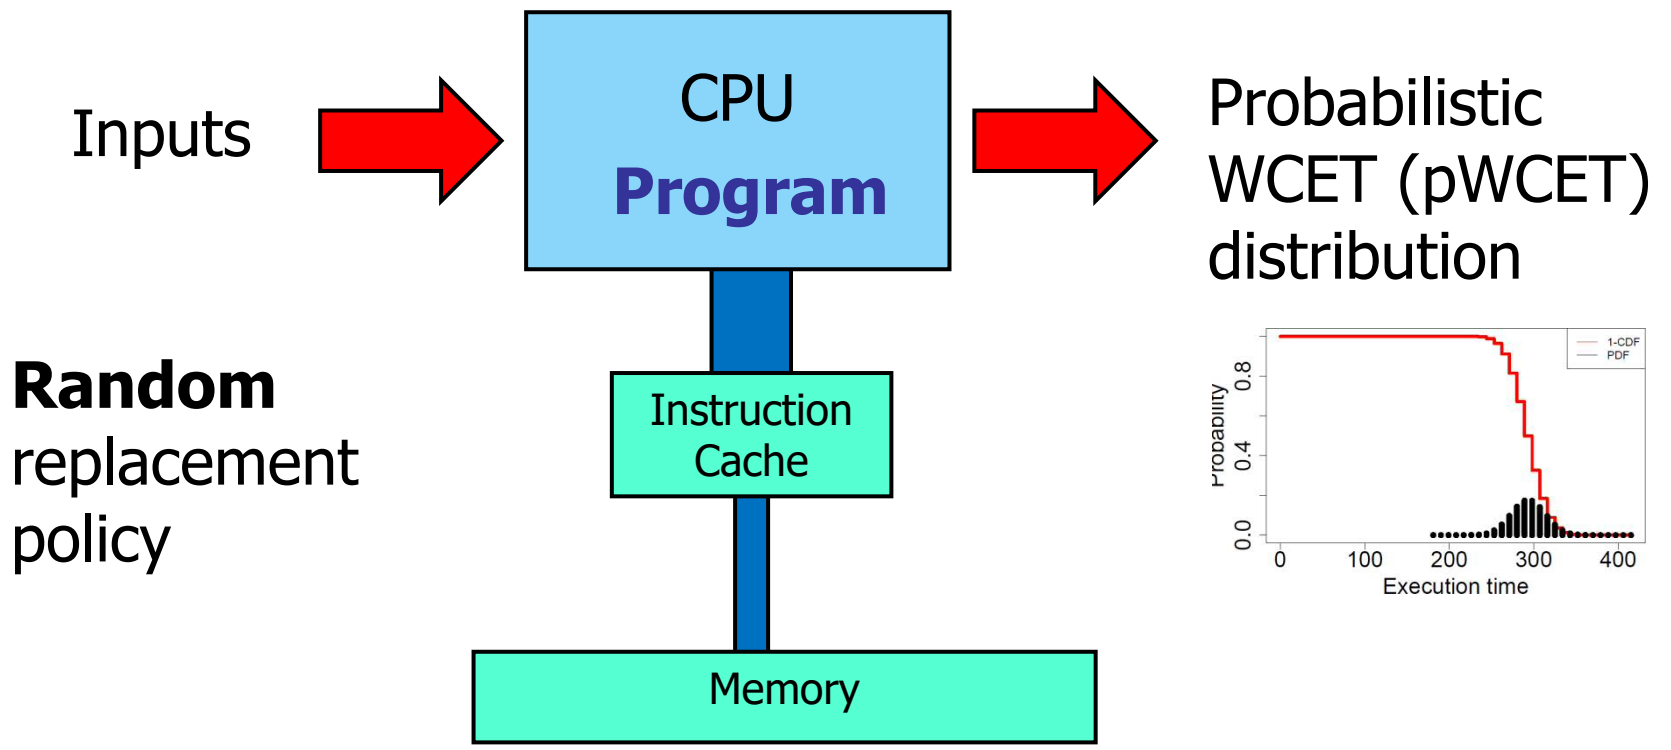 Inputs
CPU
Program
Probabilistic
WCET (pWCET)
distribution
Random
replacement
policy
Instruction
Cache
Memory
1-CDF
PDF
Probability
0.0
0.4
0.8
0
100
200
300
400
Execution time